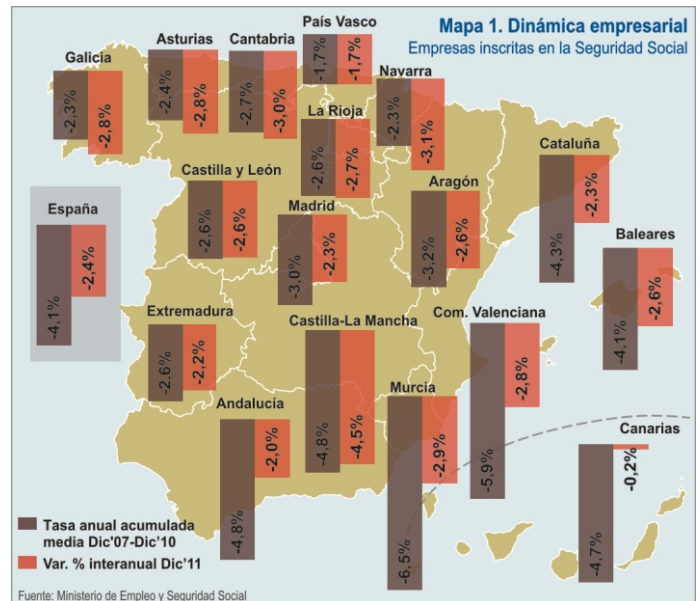 Mapa 1. Dinámica empresarial
Empresas inscritas en la Seguridad Social
País Vasco
-1,7%
-1,7%
Asturias
-2,4%
-2,8%
Cantabria
-2,7%
-3,0%
Galicia
-2,3%
-2,8%
Navarra
-2,3%
-3,1%
La Rioja
-2,6%
-2,7%
Cataluña
-4,3%
-2,3%
Castilla y León
-2,6%
-2,6%
Aragón
-3,2%
-2,6%
España
-4,1%
-2,4%
Madrid
-3,0%
-2,3%
Baleares
-4,1%
-2,6%
Extremadura
-2,6%
-2,2%
Castilla-La Mancha
-4,8%
-4,5%
Com. Valenciana
-5,9%
-2,8%
Andalucía
-4,8%
-2,0%
Murcia
-6,5%
-2,9%
Canarias
-4,7%
-0,2%
Tasa anual acumulada
media Dic'07-Dic'10
Var. % interanual Dic'11
Fuente: Ministerio de Empleo y Seguridad Social